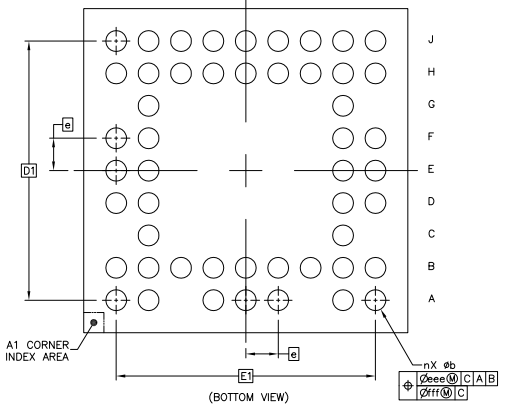 J
H
G
e
F
D1
E
D
C
B
A
A1 CORNER
INDEX AREA
e
nX øb
E1
⌖ Øeee Ⓜ C A B
Øfff Ⓜ C
(BOTTOM VIEW)